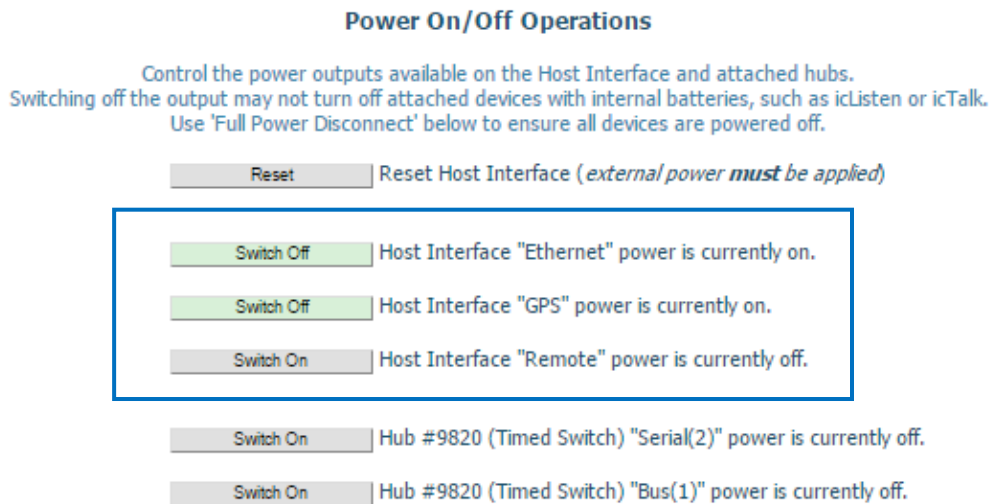 Power On/Off Operations
Control the power outputs available on the Host Interface and attached hubs.
Switching off the output may not turn off attached devices with internal batteries, such as icListen or icTalk.
Use 'Full Power Disconnect' below to ensure all devices are powered off.
Reset Reset Host Interface (external power must be applied)
Switch Off Host Interface "Ethernet" power is currently on.
Switch Off Host Interface "GPS" power is currently on.
Switch On Host Interface "Remote" power is currently off.
Switch On Hub #9820 (Timed Switch) "Serial(2)" power is currently off.
Switch On Hub #9820 (Timed Switch) "Bus(1)" power is currently off.